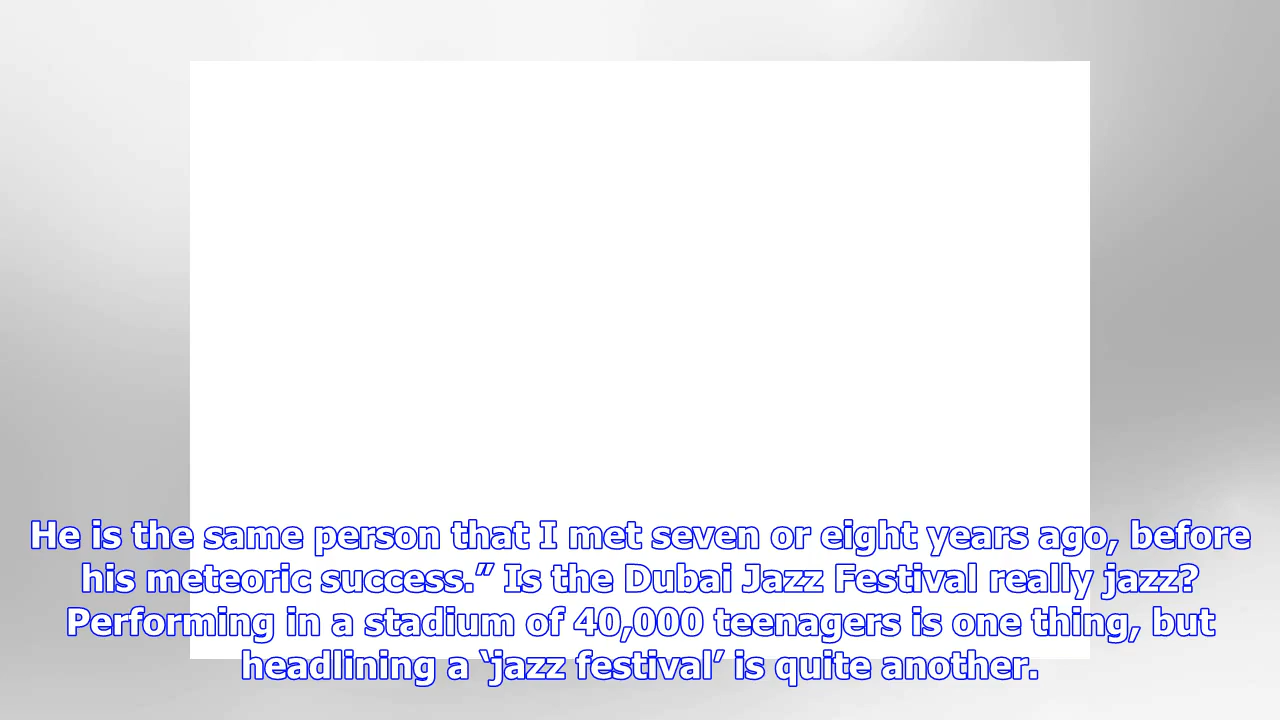 He is the same person that I met seven or eight years ago, before
his meteoric success.” Is the Dubai Jazz Festival really jazz?
Performing in a stadium of 40,000 teenagers is one thing, but
headlining a ‘jazz festival’ is quite another.